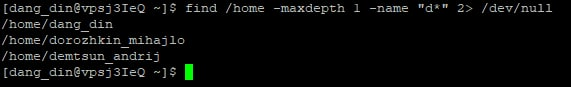 [dang_din@vpsj3IeQ ~]$ find /home -maxdepth 1 -name "d*" 2> /dev/null
/home/dang_din
/home/dorozhkin_mihajlo
/home/demtsun_andrij
[dang_din@vpsj3IeQ ~]$